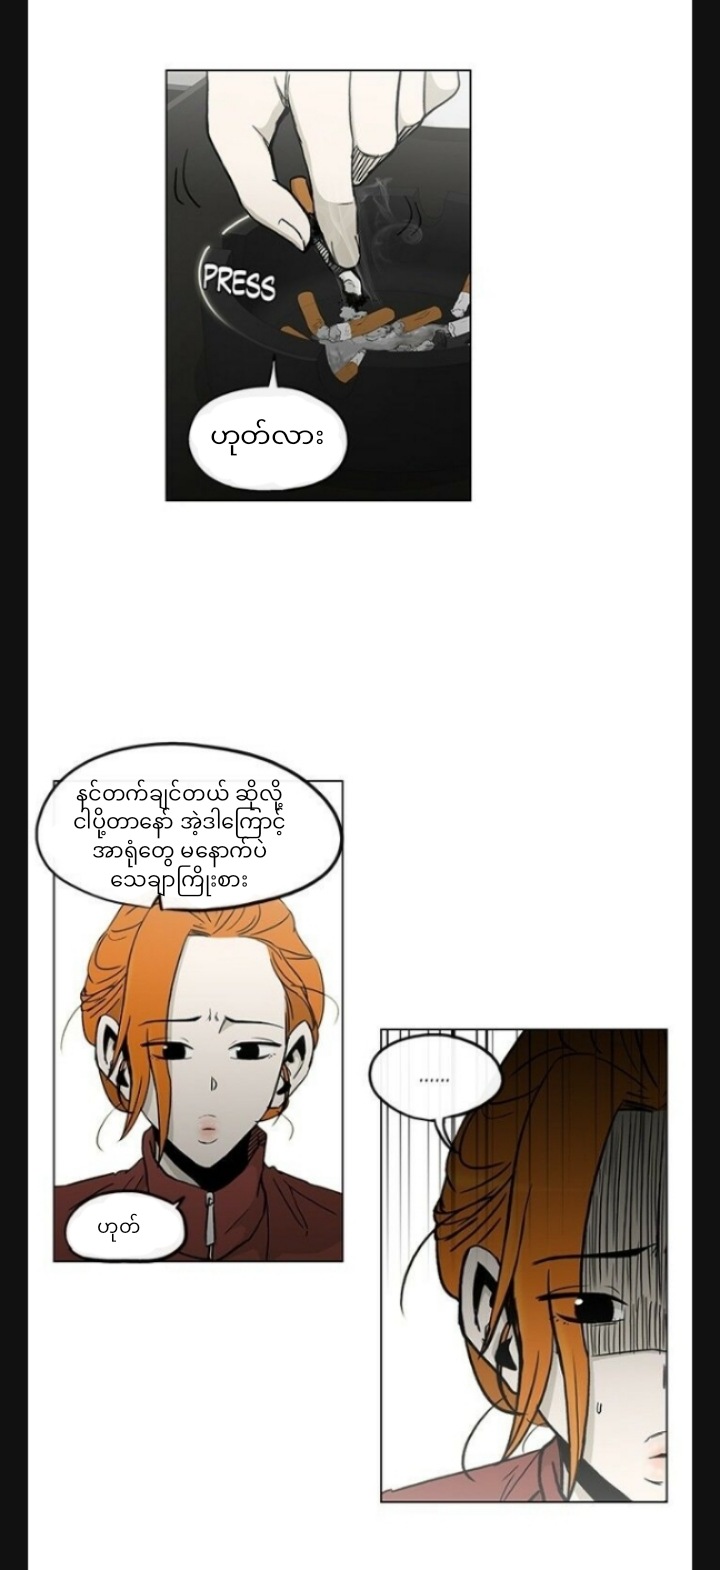 PRESS
ဟုတ်လား
နင်တက်ချင်တယ် ဆိုလို့
ငါပို့တာနော် အဲ့ဒါကြောင့်
အာရုံတွေ မနောက်ပဲ
သေချာကြိုးစား
......
ဟုတ်